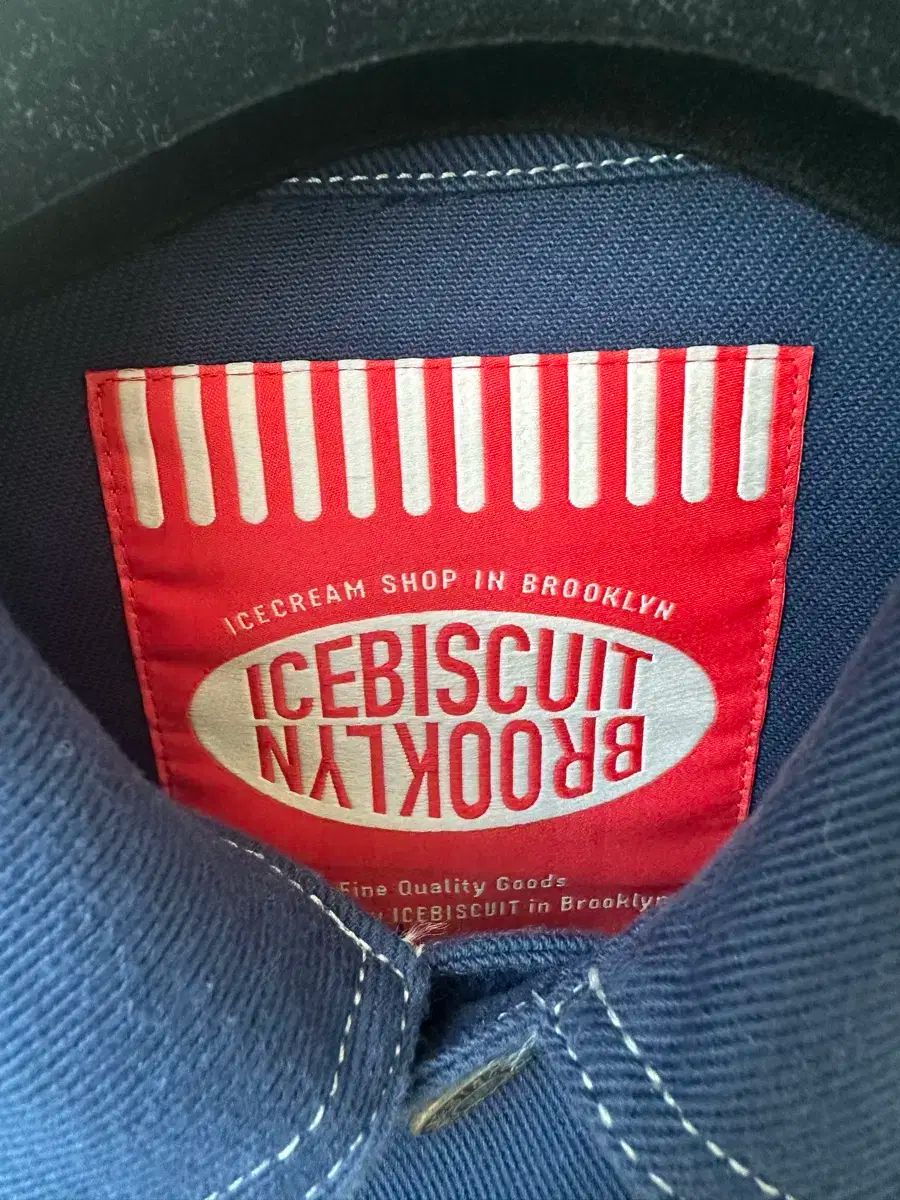 ICECREAM SHOP IN BROOKLYN
ICEBISCUIT
BROOKLYN
Fine Quality Goods
ICEBISCUIT in Brooklyn